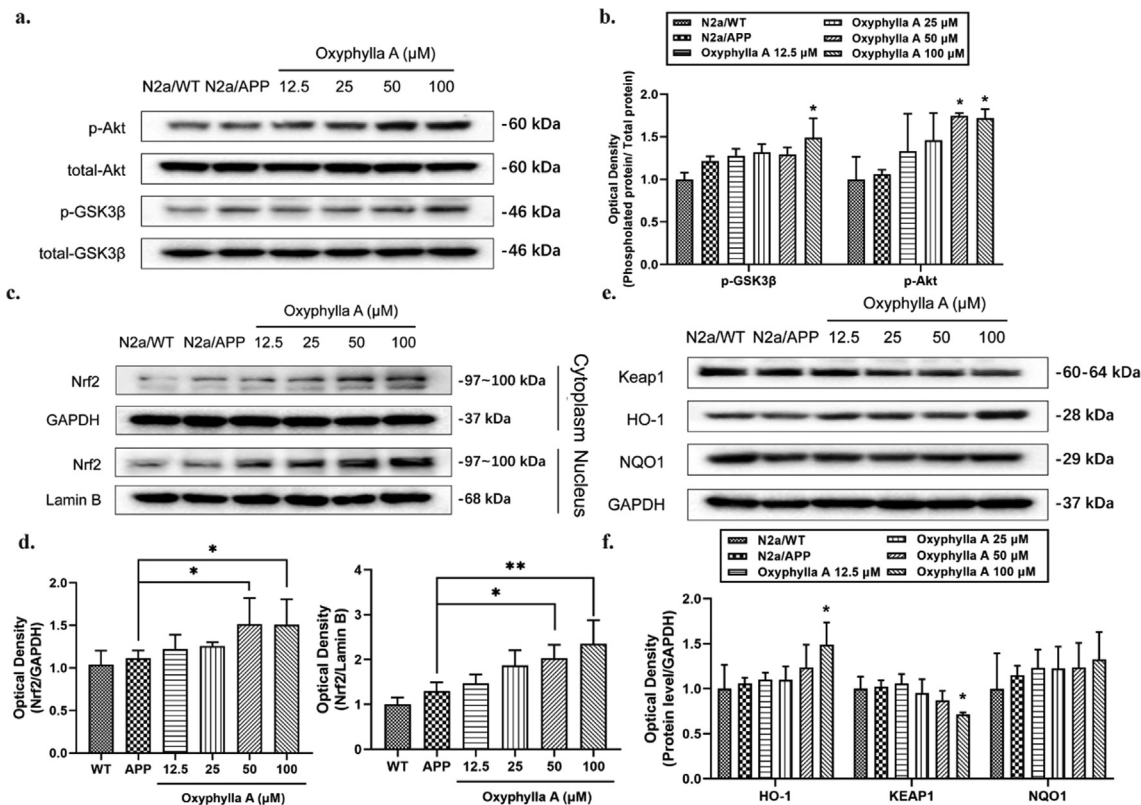 a.
Oxyphylla A (μM)
N2a/WT N2a/APP 12.5 25 50 100
p-Akt -60 kDa
total-Akt -60 kDa
p-GSK3β -46 kDa
total-GSK3β -46 kDa
b.
N2a/WT Oxyphylla A 25 μM
N2a/APP Oxyphylla A 50 μM
Oxyphylla A 12.5 μM Oxyphylla A 100 μM
Optical Density
(Phospholated protein/ Total protein)
2.0
1.5
1.0
0.5
0.0
* * *
p-GSK3β p-Akt
c.
Oxyphylla A (μM)
N2a/WT N2a/APP 12.5 25 50 100
Nrf2 -97~100 kDa
GAPDH -37 kDa
Nrf2 -97~100 kDa
Lamin B -68 kDa
Cytoplasm
Nucleus
e.
Oxyphylla A (μM)
N2a/WT N2a/APP 12.5 25 50 100
Keap1 -60-64 kDa
HO-1 -28 kDa
NQO1 -29 kDa
GAPDH -37 kDa
d.
Optical Density
(Nrf2/GAPDH)
2.0
1.5
1.0
0.5
0.0
*
*
WT APP 12.5 25 50 100
Oxyphylla A (μM)
Optical Density
(Nrf2/Lamin B)
4
3
2
1
0
**
*
WT APP 12.5 25 50 100
Oxyphylla A (μM)
f.
N2a/WT Oxyphylla A 25 μM
N2a/APP Oxyphylla A 50 μM
Oxyphylla A 12.5 μM Oxyphylla A 100 μM
Optical Density
(Protein level/GAPDH)
2.0
1.5
1.0
0.5
0.0
* *
HO-1 KEAP1 NQO1